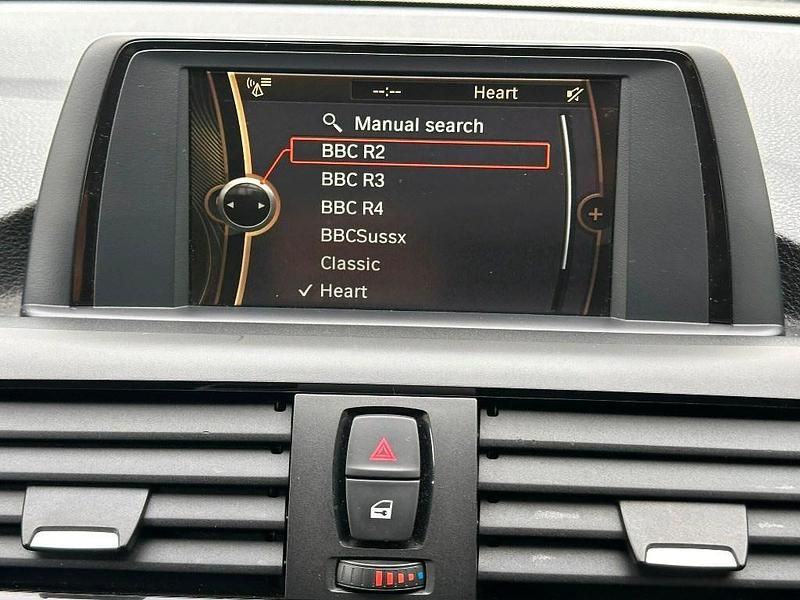 --:-- Heart
Manual search
BBC R2
BBC R3
BBC R4
BBCSussx
Classic
✓ Heart